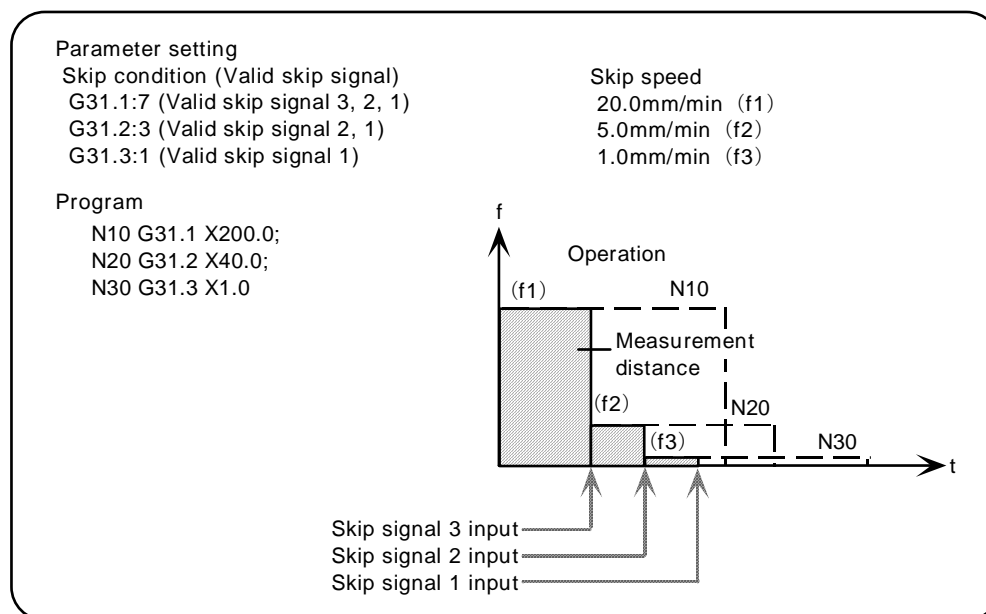 Parameter setting
Skip condition (Valid skip signal)
G31.1:7 (Valid skip signal 3, 2, 1)
G31.2:3 (Valid skip signal 2, 1)
G31.3:1 (Valid skip signal 1)
Skip speed
20.0mm/min (f1)
5.0mm/min (f2)
1.0mm/min (f3)
Program
N10 G31.1 X200.0;
N20 G31.2 X40.0;
N30 G31.3 X1.0
f
Operation
(f1)
N10
Measurement
distance
(f2)
N20
(f3)
N30
t
Skip signal 3 input
Skip signal 2 input
Skip signal 1 input